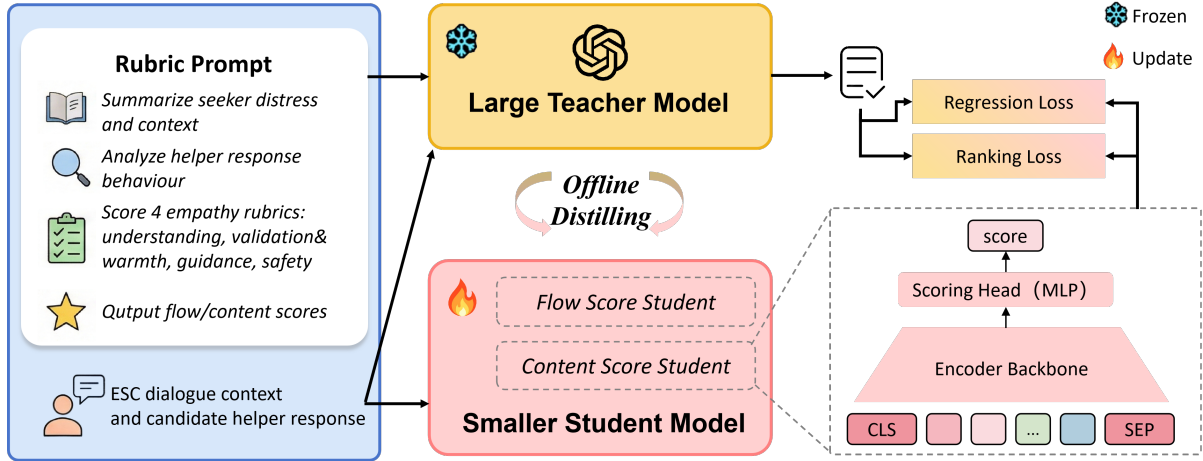 Rubric Prompt
Summarize seeker distress
and context
Analyze helper response
behaviour
Score 4 empathy rubrics:
understanding, validation&
warmth, guidance, safety
Qutput flow/content scores
ESC dialogue context
and candidate helper response
Large Teacher Model
Offline
Distilling
Flow Score Student
Content Score Student
Smaller Student Model
Frozen
Update
Regression Loss
Ranking Loss
score
Scoring Head（MLP）
Encoder Backbone
CLS
...
SEP